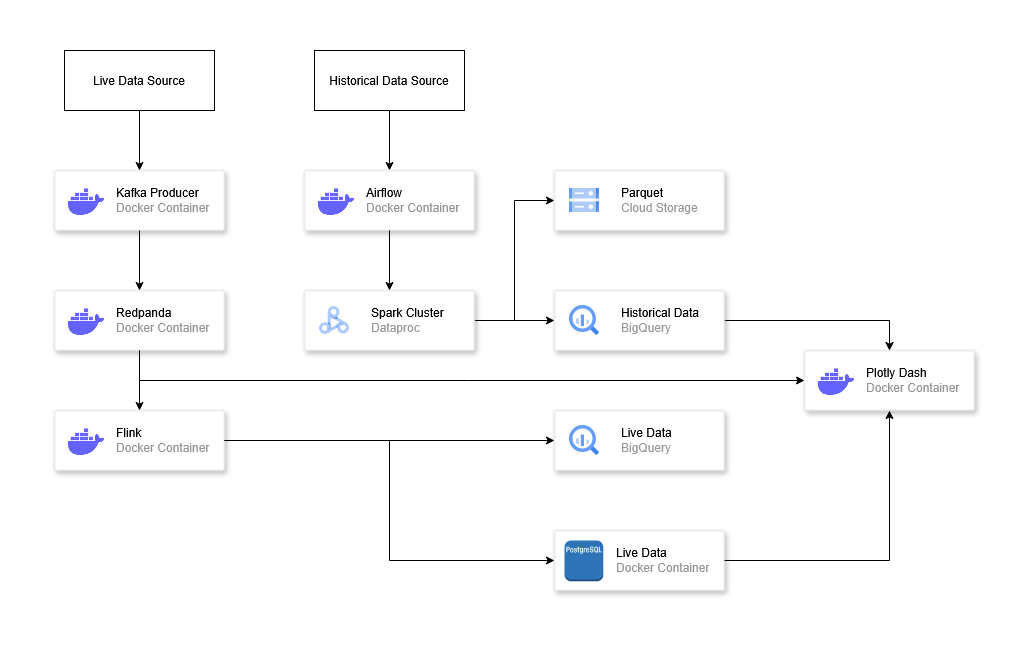 Live Data Source
Historical Data Source
Kafka Producer
Docker Container
Airflow
Docker Container
Parquet
Cloud Storage
Redpanda
Docker Container
Spark Cluster
Dataproc
Historical Data
BigQuery
Plotly Dash
Docker Container
Flink
Docker Container
Live Data
BigQuery
PostgreSQL
Live Data
Docker Container